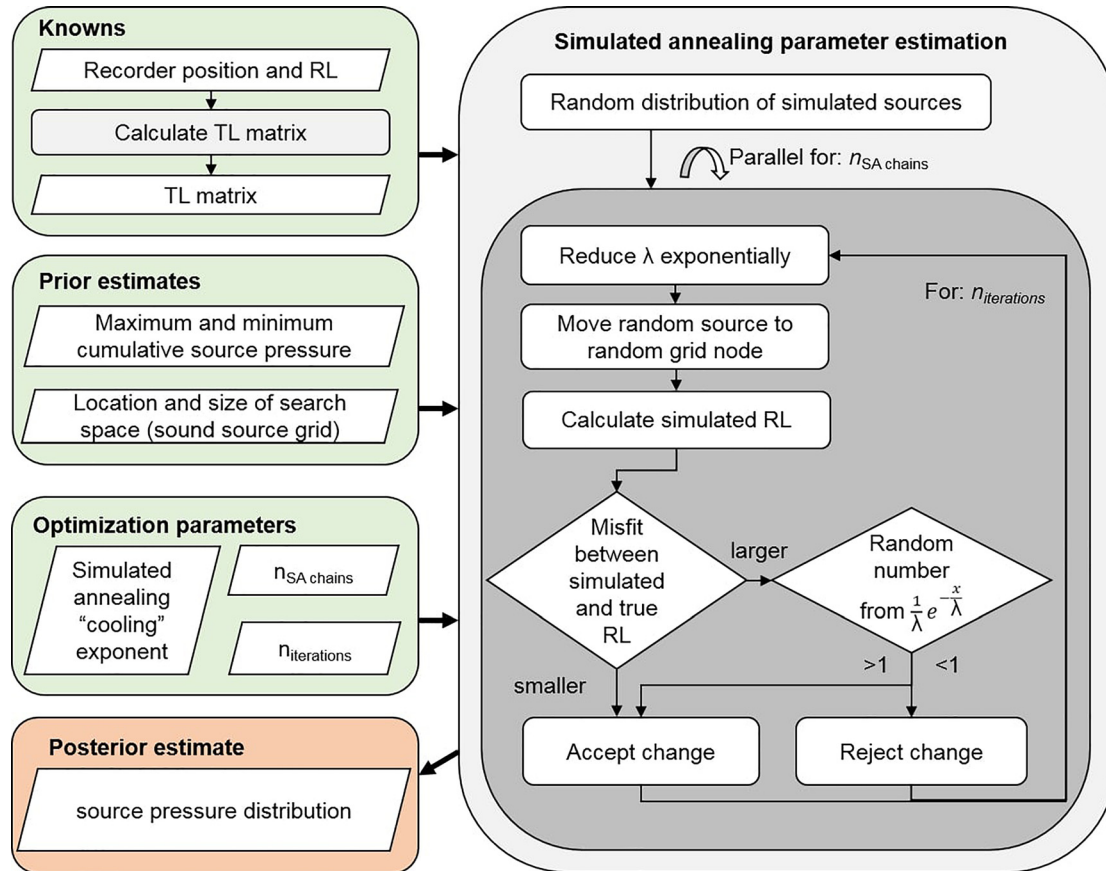 Knowns
Recorder position and RL
Calculate TL matrix
TL matrix
Prior estimates
Maximum and minimum
cumulative source pressure
Location and size of search
space (sound source grid)
Optimization parameters
Simulated
annealing
“cooling”
exponent
nSA chains
niterations
Posterior estimate
source pressure distribution
Simulated annealing parameter estimation
Random distribution of simulated sources
Parallel for: nSA chains
Reduce λ exponentially
For: niterations
Move random source to
random grid node
Calculate simulated RL
Misfit
between
simulated
and true
RL
larger
Random
number
from 1/λ e^(-x/λ)
smaller
>1
<1
Accept change
Reject change